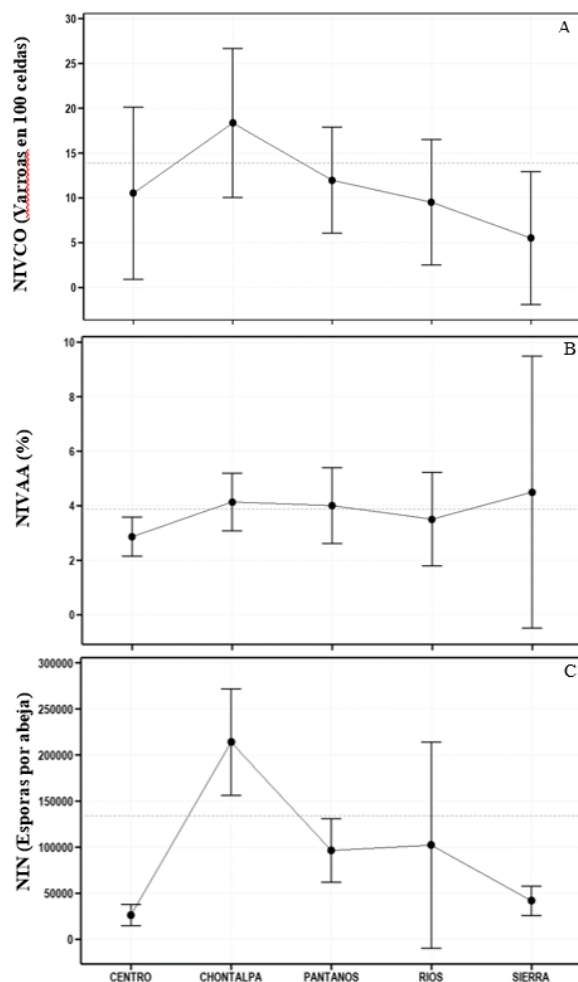 A
NIVCO (Varroas en 100 celdas)
30
25
20
15
10
5
0
B
NIVAA (%)
10
8
6
4
2
0
C
NIN (Esporas por abeja)
300000
250000
200000
150000
100000
50000
0
CENTRO CHONTALPA PANTANOS RIOS SIERRA